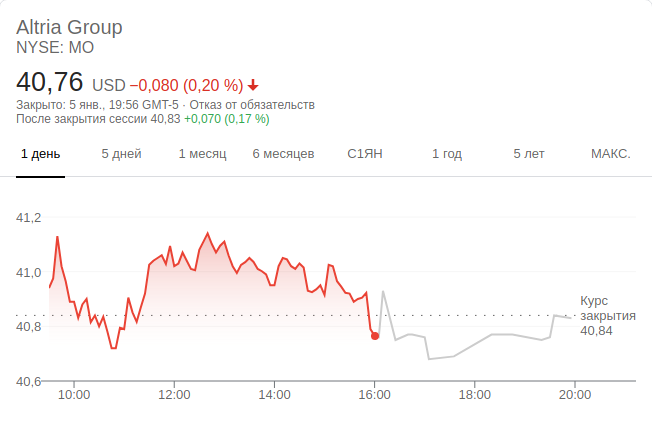 Altria Group
NYSE: MO
40,76 USD −0,080 (0,20 %)
Закрыто: 5 янв., 19:56 GMT-5 · Отказ от обязательств
После закрытия сессии 40,83 +0,070 (0,17 %)
1 день 5 дней 1 месяц 6 месяцев С1ЯН 1 год 5 лет МАКС.
41,2
41,0
40,8
40,6
Курс
закрытия
40,84
10:00 12:00 14:00 16:00 18:00 20:00